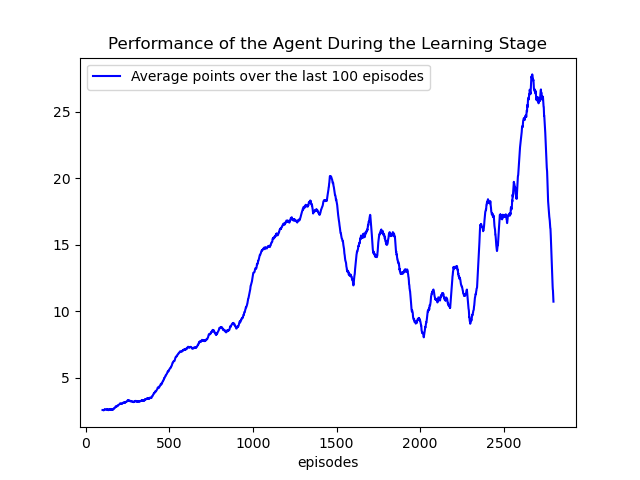 Performance of the Agent During the Learning Stage
Average points over the last 100 episodes
25
20
15
10
5
0 500 1000 1500 2000 2500
episodes